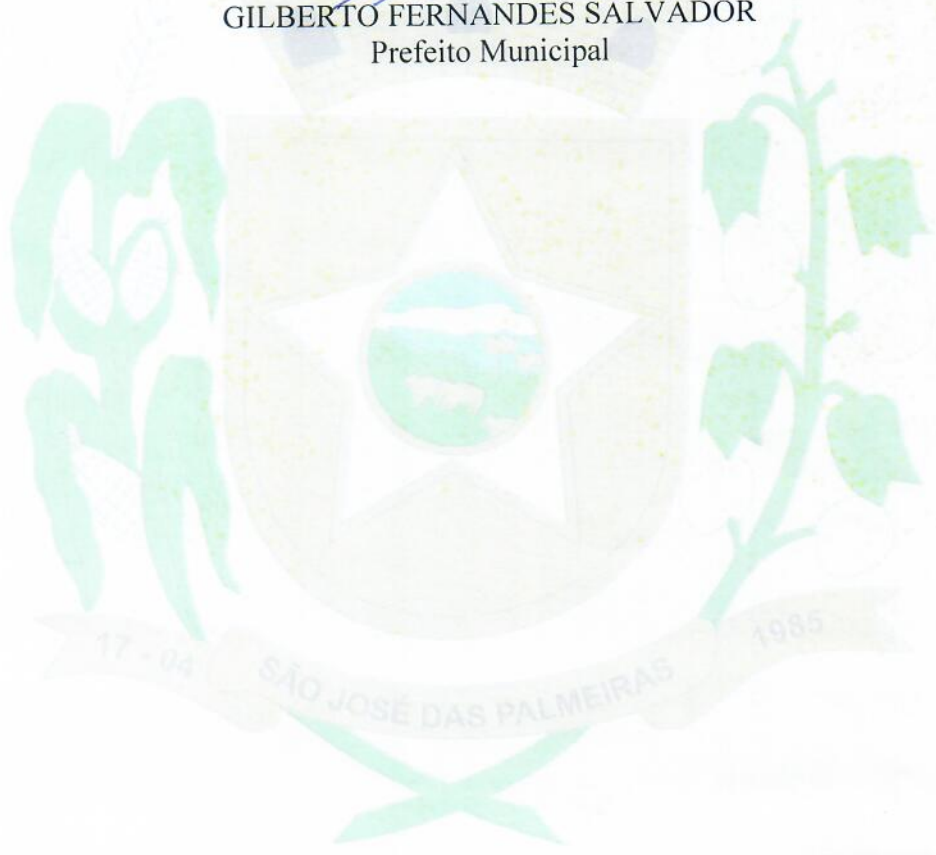 GILBERTO FERNANDES SALVADOR
Prefeito Municipal
17 - 04
SÃO JOSÉ DAS PALMEIRAS
1985